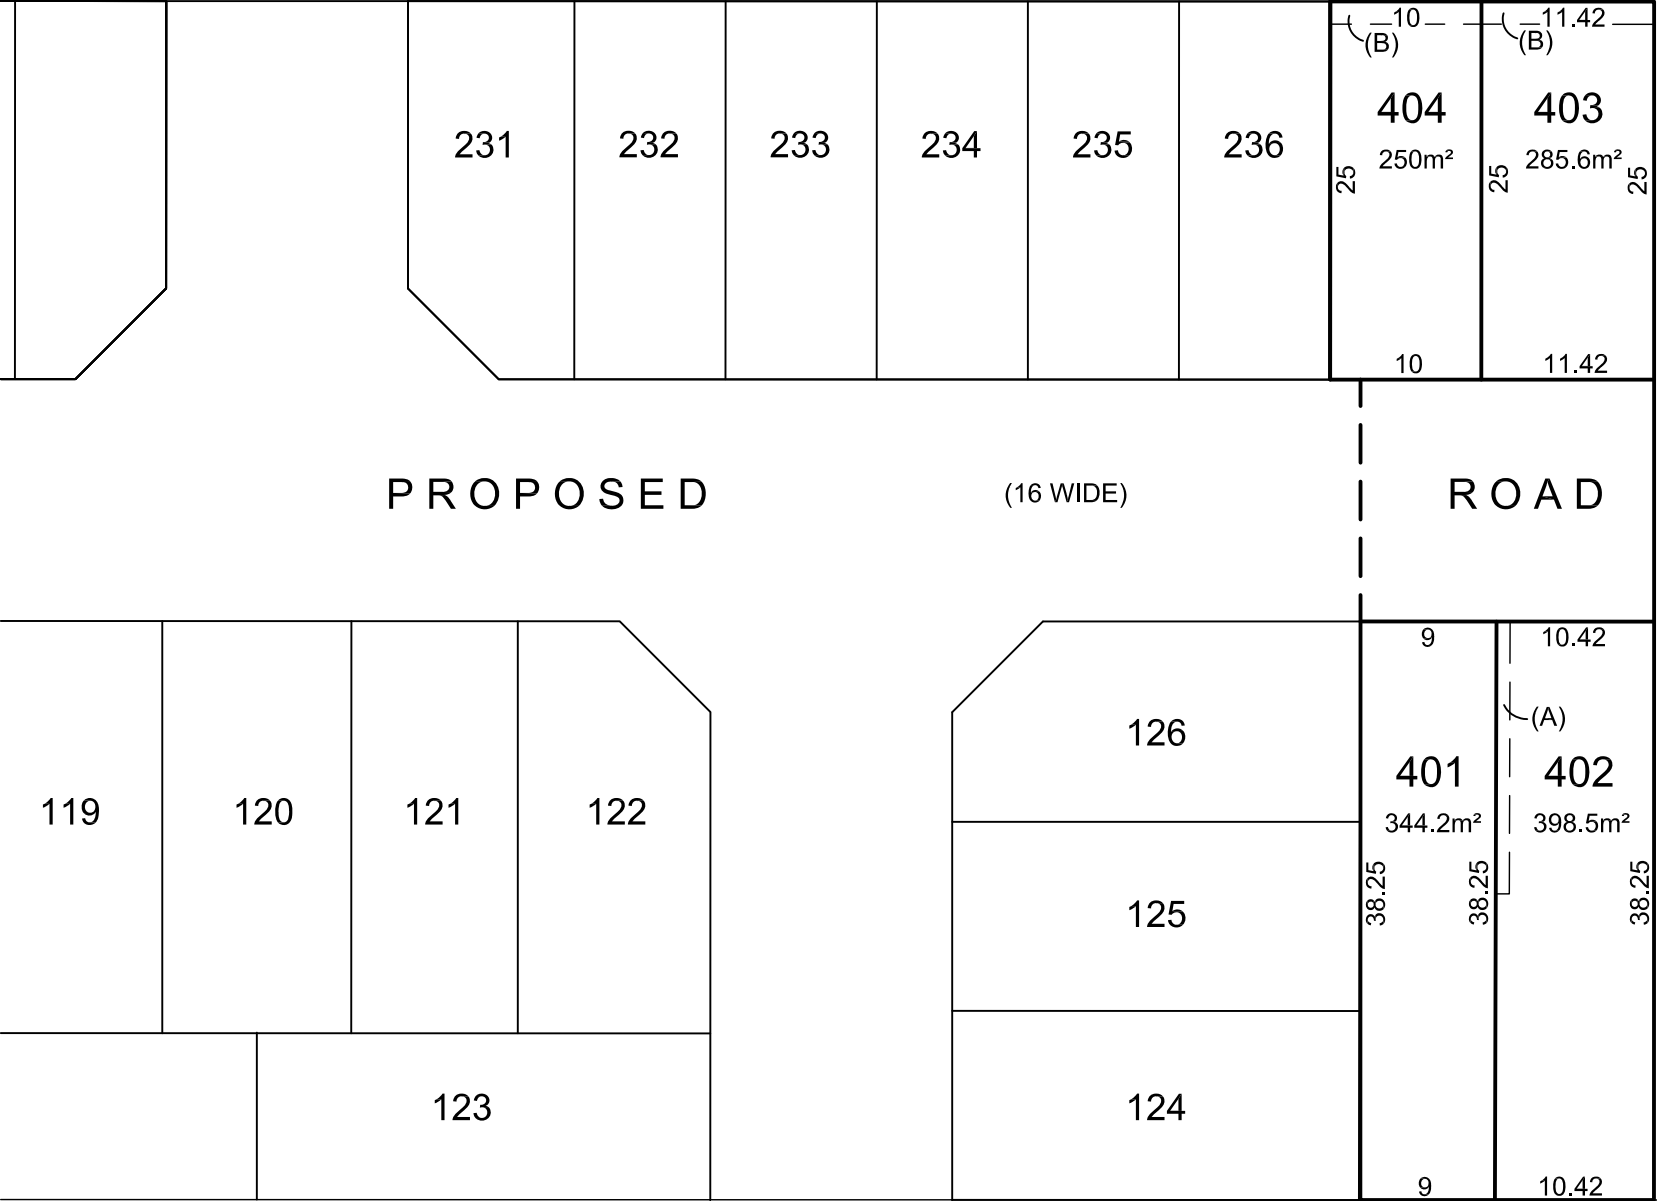 10 11.42
(B) (B)
404 403
231 232 233 234 235 236
250m² 285.6m²
25 25 25
10 11.42
PROPOSED (16 WIDE) ROAD
9 10.42
(A)
126
401 402
119 120 121 122
344.2m² 398.5m²
38.25 38.25 38.25
125
123 124
9 10.42